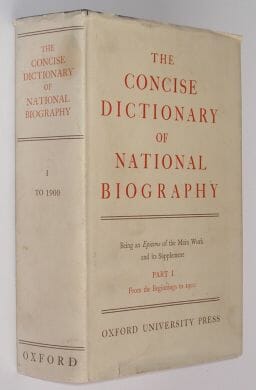 THE
CONCISE
DICTIONARY
OF
NATIONAL
BIOGRAPHY
I
TO 1900
OXFORD
THE
CONCISE
DICTIONARY
OF
NATIONAL
BIOGRAPHY
Being an Epitome of the Main Work
and its Supplement
PART I
From the Beginnings to 1900
OXFORD UNIVERSITY PRESS